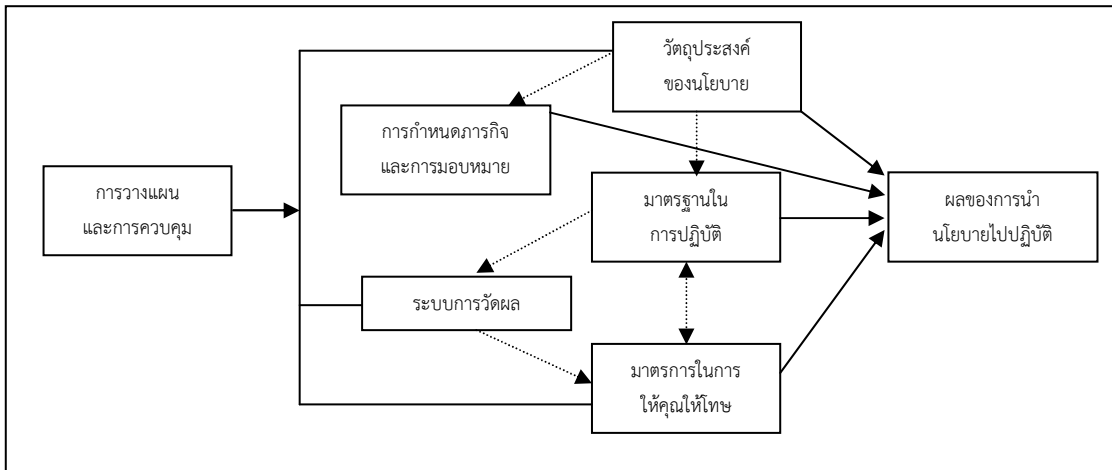 วัตถุประสงค์
ของนโยบาย
การกำหนดภารกิจ
และการมอบหมาย
การวางแผน
และการควบคุม
มาตรฐานใน
การปฏิบัติ
ผลของการนำ
นโยบายไปปฏิบัติ
ระบบการวัดผล
มาตรการในการ
ให้คุณให้โทษ